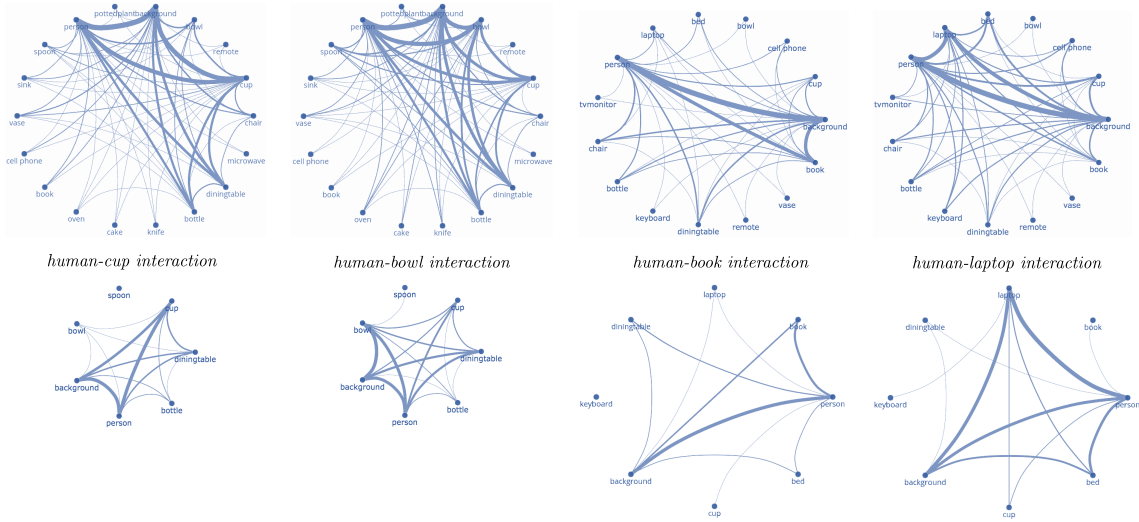 pottedplant background
person bowl
spoon remote
sink cup
vase chair
cell phone microwave
book diningtable
oven bottle
cake knife
human-cup interaction
pottedplant background
person bowl
spoon remote
sink cup
vase chair
cell phone microwave
book diningtable
oven bottle
cake knife
human-bowl interaction
bed bowl
laptop cell phone
person cup
tvmonitor background
chair book
bottle vase
keyboard remote
diningtable
human-book interaction
bed bowl
laptop cell phone
person cup
tvmonitor background
chair book
bottle vase
keyboard remote
diningtable
human-laptop interaction
spoon
cup
bowl
diningtable
background
bottle
person
spoon
cup
bowl
diningtable
background
bottle
person
laptop
diningtable book
keyboard person
background bed
cup
laptop
diningtable book
keyboard person
background bed
cup